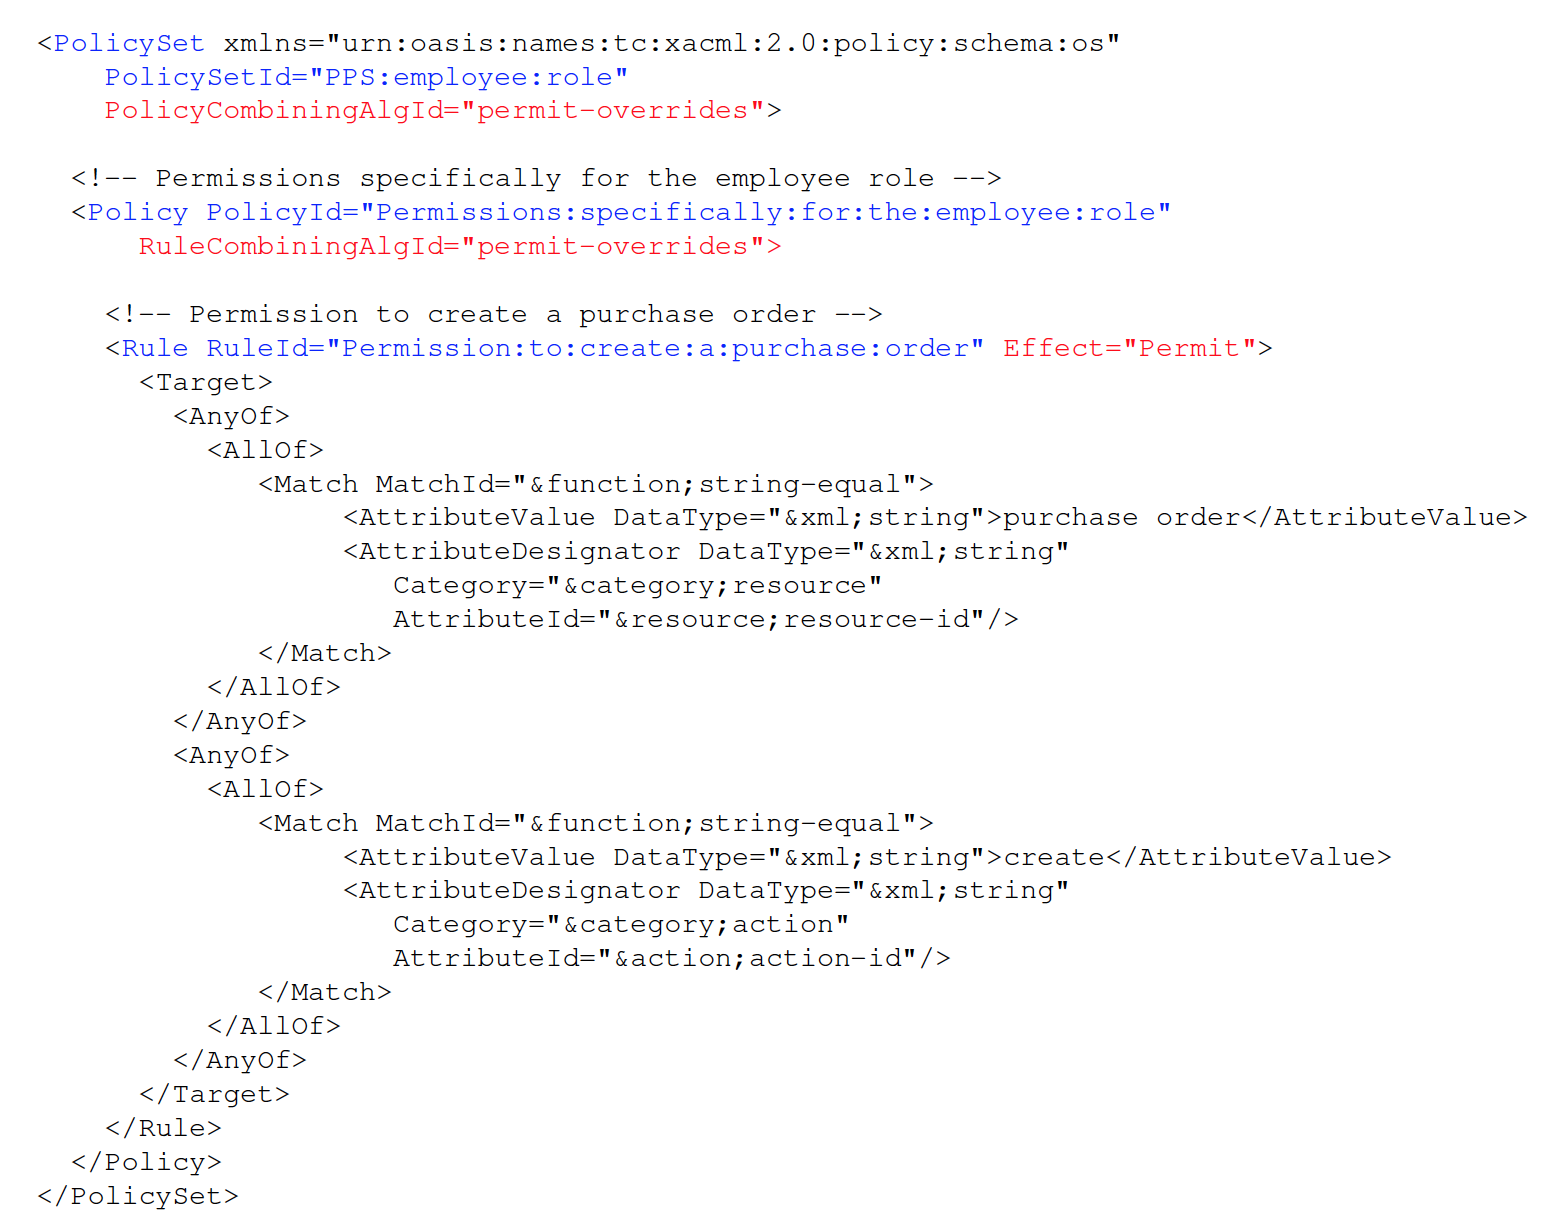 <PolicySet xmlns="urn:oasis:names:tc:xacml:2.0:policy:schema:os"
    PolicySetId="PPS:employee:role"
    PolicyCombiningAlgId="permit-overrides">
  <!-- Permissions specifically for the employee role -->
  <Policy PolicyId="Permissions:specifically:for:the:employee:role"
      RuleCombiningAlgId="permit-overrides">
    <!-- Permission to create a purchase order -->
    <Rule RuleId="Permission:to:create:a:purchase:order" Effect="Permit">
      <Target>
        <AnyOf>
          <AllOf>
             <Match MatchId="&function;string-equal">
                  <AttributeValue DataType="&xml;string">purchase order</AttributeValue>
                  <AttributeDesignator DataType="&xml;string"
                     Category="&category;resource"
                     AttributeId="&resource;resource-id"/>
             </Match>
          </AllOf>
        </AnyOf>
        <AnyOf>
          <AllOf>
             <Match MatchId="&function;string-equal">
                  <AttributeValue DataType="&xml;string">create</AttributeValue>
                  <AttributeDesignator DataType="&xml;string"
                     Category="&category;action"
                     AttributeId="&action;action-id"/>
             </Match>
          </AllOf>
        </AnyOf>
      </Target>
    </Rule>
  </Policy>
</PolicySet>